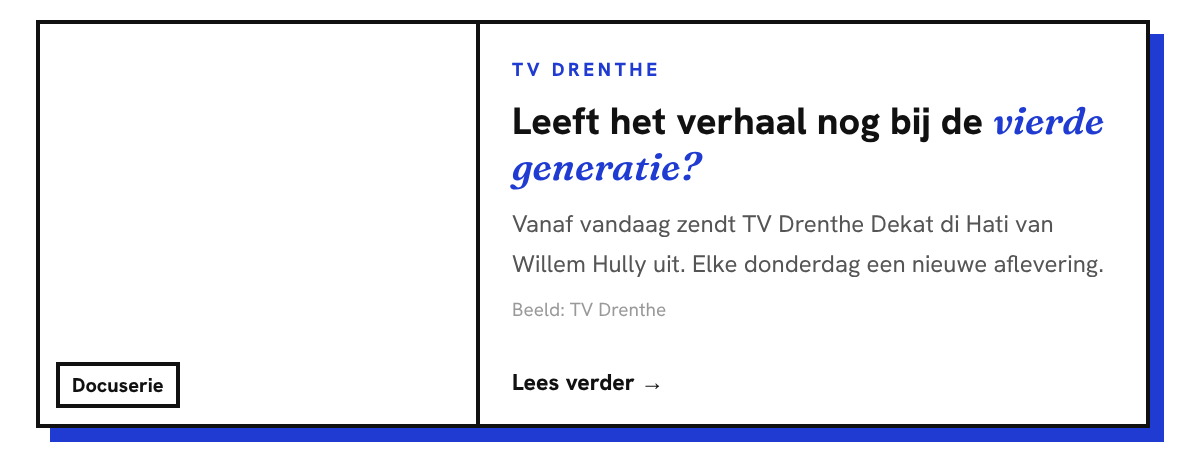 TV DRENTHE
Leeft het verhaal nog bij de vierde
generatie?
Vanaf vandaag zendt TV Drenthe Dekat di Hati van
Willem Hully uit. Elke donderdag een nieuwe aflevering.
Beeld: TV Drenthe
Docuserie
Lees verder →